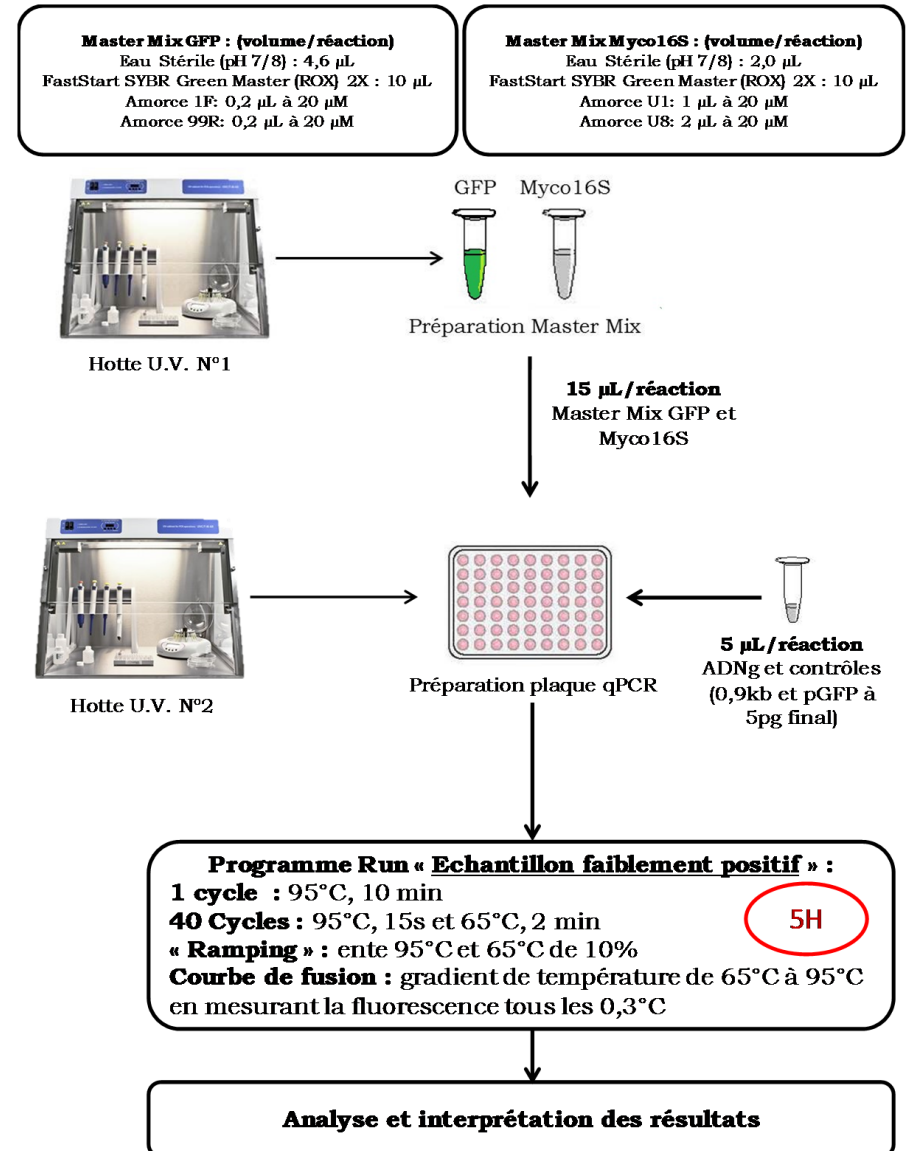 Master Mix GFP : (volume/réaction)
Eau Stérile (pH 7/8) : 4,6 µL
FastStart SYBR Green Master (ROX) 2X : 10 µL
Amorce 1F: 0,2 µL à 20 µM
Amorce 99R: 0,2 µL à 20 µM
Master Mix Myco16S : (volume/réaction)
Eau Stérile (pH 7/8) : 2,0 µL
FastStart SYBR Green Master (ROX) 2X : 10 µL
Amorce U1: 1 µL à 20 µM
Amorce U8: 2 µL à 20 µM
GFP Myco16S
Préparation Master Mix
Hotte U.V. N°1
15 µL/réaction
Master Mix GFP et
Myco16S
Hotte U.V. N°2
Préparation plaque qPCR
5 µL/réaction
ADNg et contrôles
(0,9kb et pGFP à
5pg final)
Programme Run « Echantillon faiblement positif » :
1 cycle : 95°C, 10 min
40 Cycles : 95°C, 15s et 65°C, 2 min
« Ramping » : ente 95°C et 65°C de 10%
Courbe de fusion : gradient de température de 65°C à 95°C
en mesurant la fluorescence tous les 0,3°C
5H
Analyse et interprétation des résultats